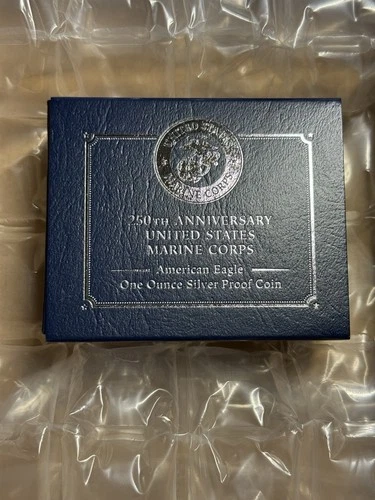 UNITED STATES
MARINE CORPS
250TH ANNIVERSARY
UNITED STATES
MARINE CORPS
American Eagle
One Ounce Silver Proof Coin